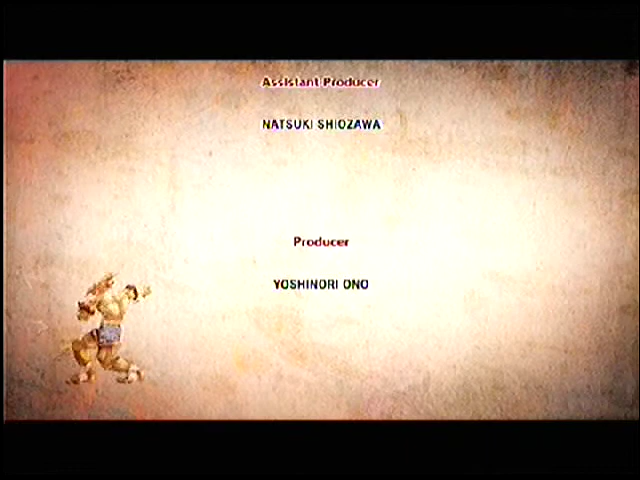 Assistant Producer
NATSUKI SHIOZAWA
Producer
YOSHINORI ONO